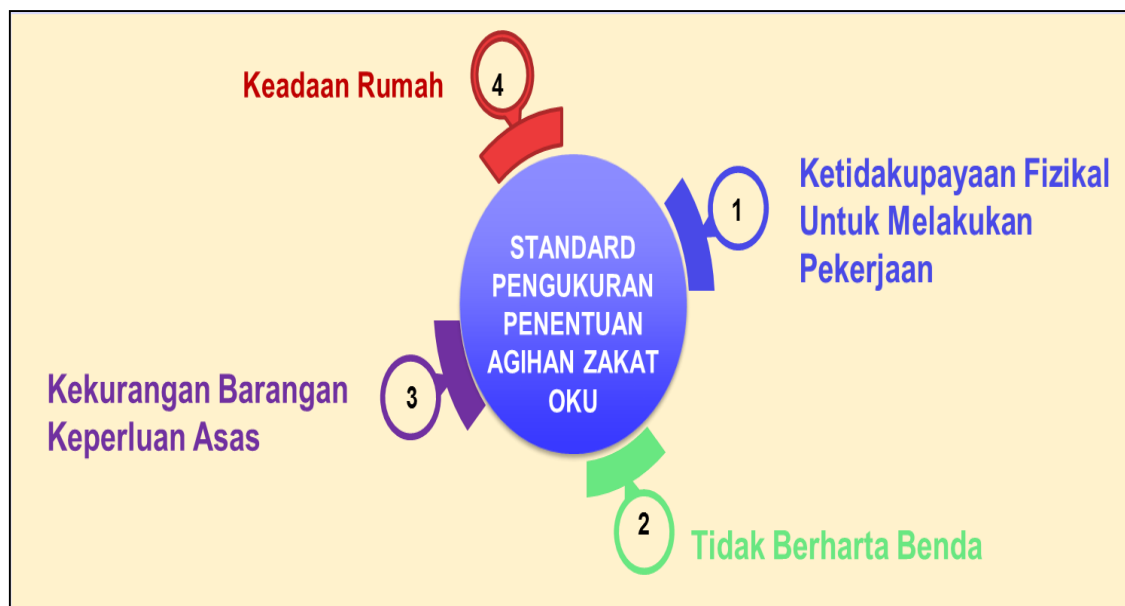 STANDARD
PENGUKURAN
PENENTUAN
AGIHAN ZAKAT
OKU
1
Ketidakupayaan Fizikal
Untuk Melakukan
Pekerjaan
2
Tidak Berharta Benda
3
Kekurangan Barangan
Keperluan Asas
4
Keadaan Rumah